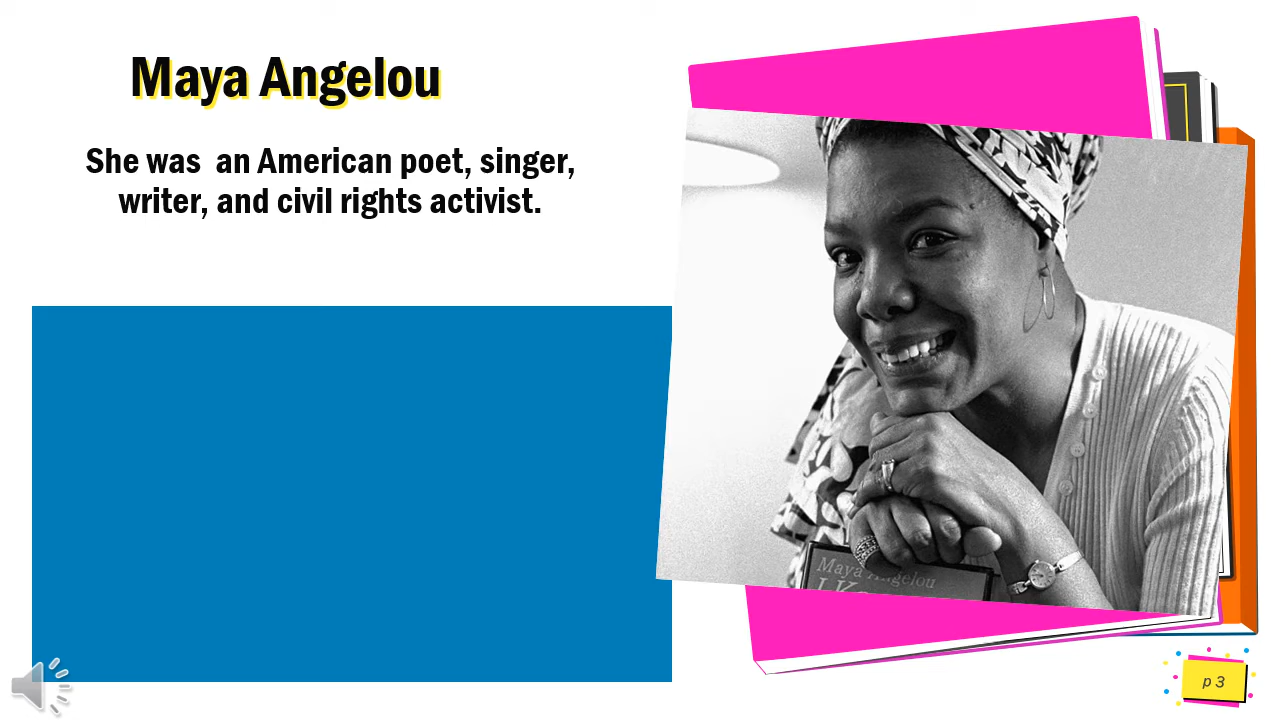 Maya Angelou
She was  an American poet, singer,
writer, and civil rights activist.
Maya Angelou
p 3